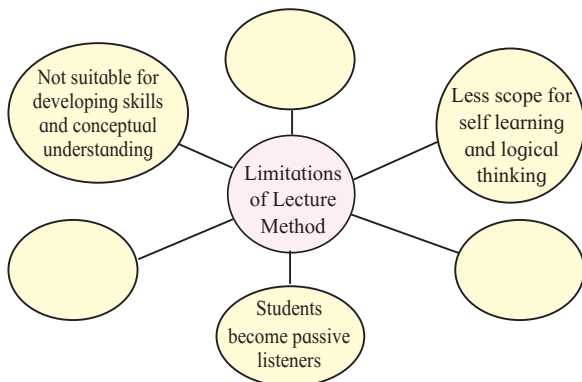 Not suitable for
developing skills
and conceptual
understanding
Less scope for
self learning
and logical
thinking
Limitations
of Lecture
Method
Students
become passive
listeners